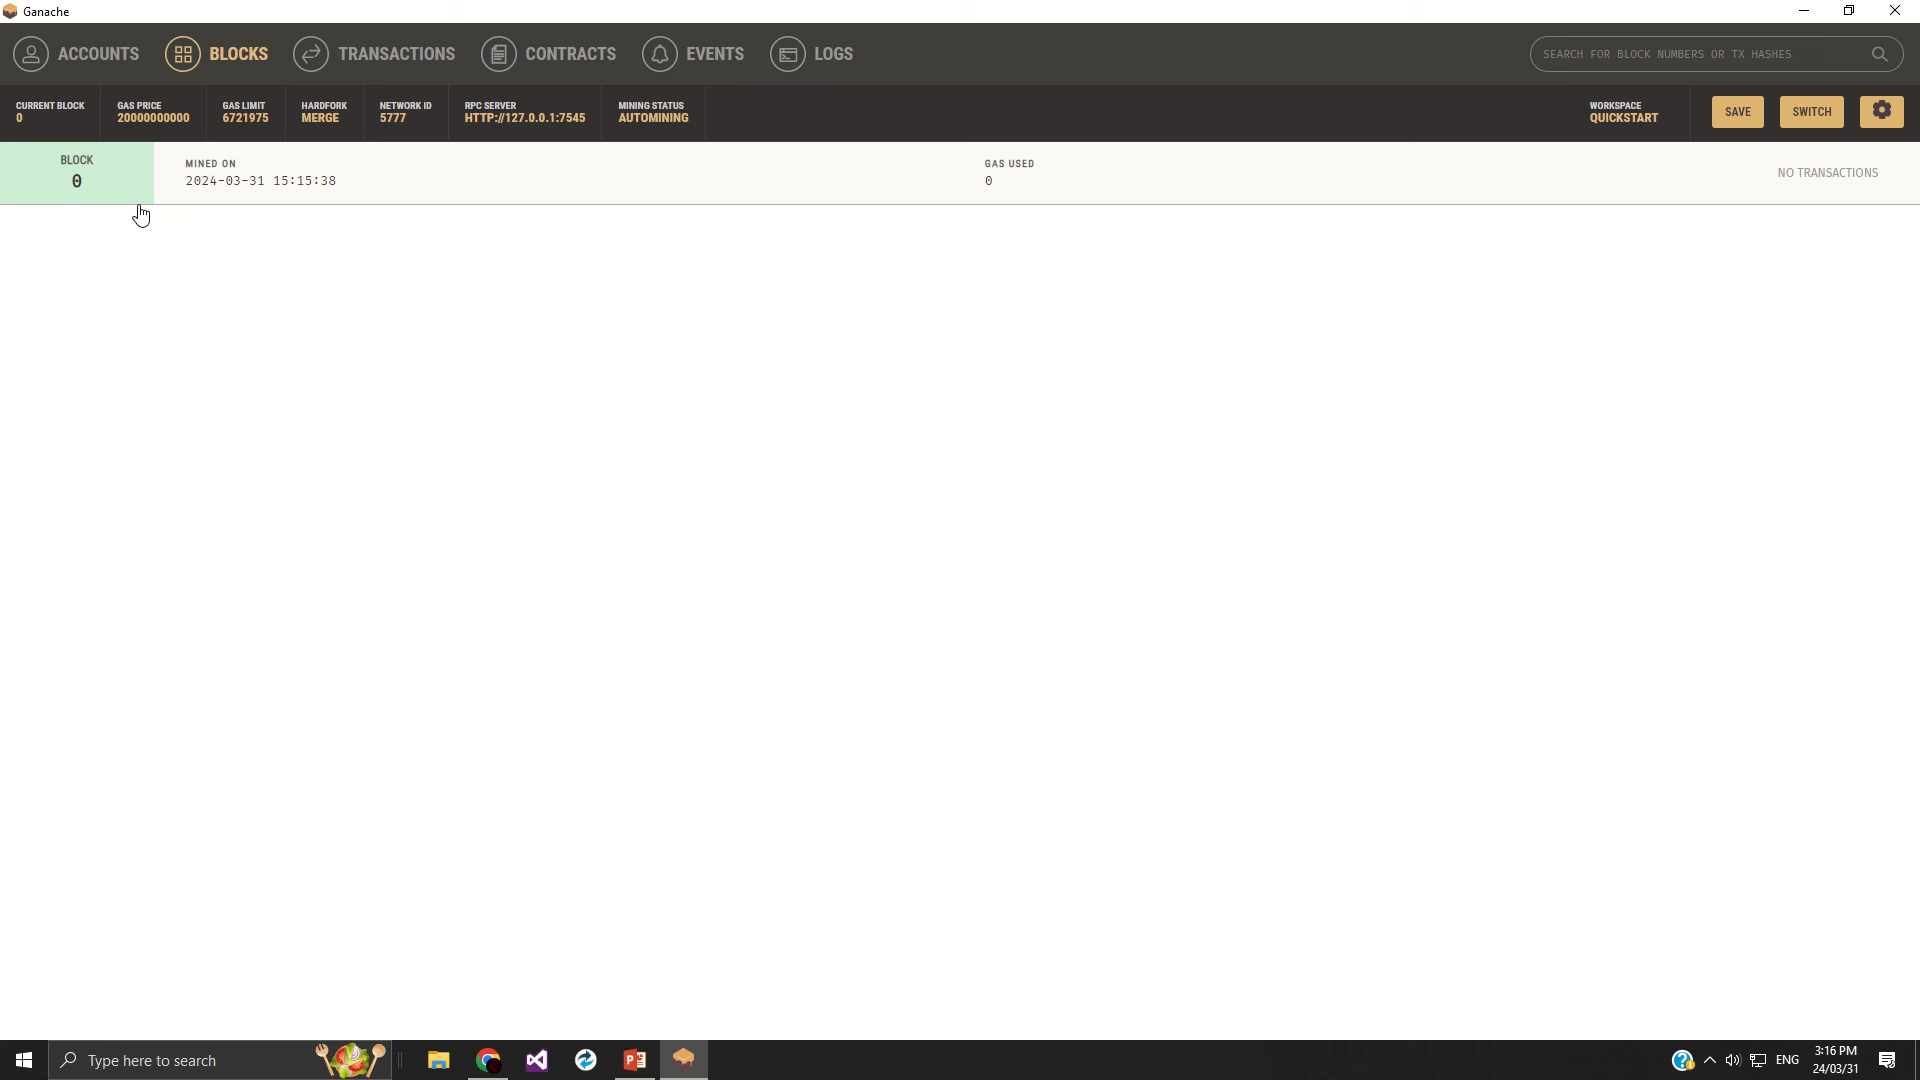 Ganache
ACCOUNTS BLOCKS TRANSACTIONS CONTRACTS EVENTS LOGS SEARCH FOR BLOCK NUMBERS OR TX HASHES
CURRENT BLOCK GAS PRICE GAS LIMIT HARDFORK NETWORK ID RPC SERVER MINING STATUS WORKSPACE
0 20000000000 6721975 MERGE 5777 HTTP://127.0.0.1:7545 AUTOMINING QUICKSTART SAVE SWITCH
BLOCK MINED ON GAS USED
0 2024-03-31 15:15:38 0 NO TRANSACTIONS
Type here to search ENG 3:16 PM
24/03/31